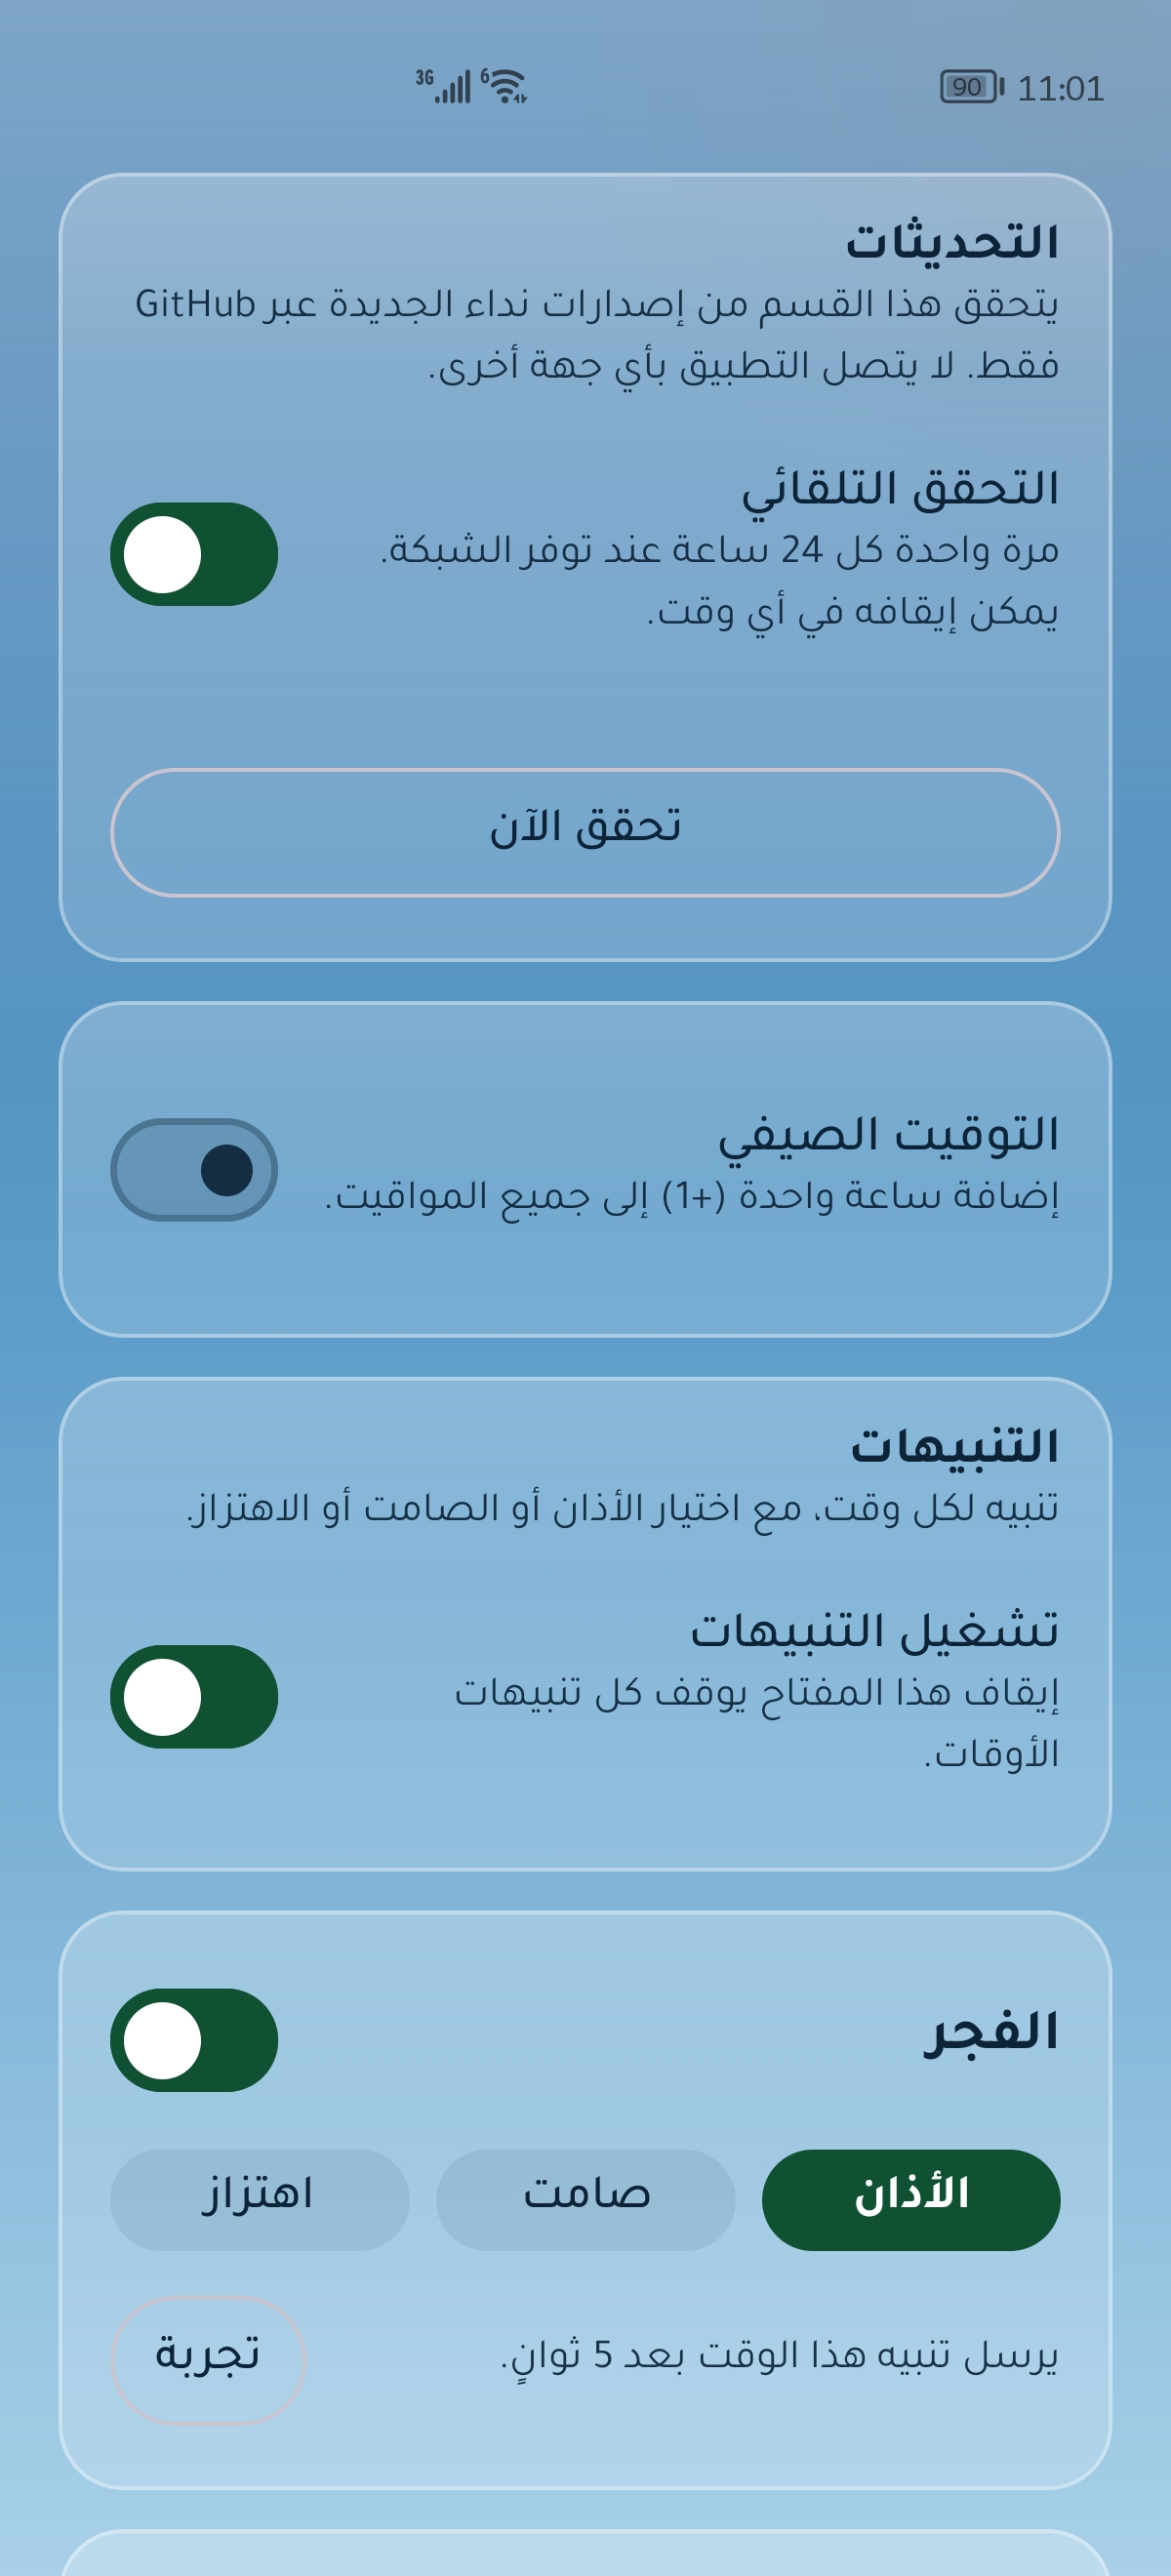 11:01
90
6
3G
التحديثات
يتحقق هذا القسم من إصدارات نداء الجديدة عبر GitHub
فقط. لا يتصل التطبيق بأي جهة أخرى.
التحقق التلقائي
مرة واحدة كل 24 ساعة عند توفر الشبكة.
يمكن إيقافه في أي وقت.
تحقق الآن
التوقيت الصيفي
إضافة ساعة واحدة (+1) إلى جميع المواقيت.
التنبيهات
تنبيه لكل وقت، مع اختيار الأذان أو الصامت أو الاهتزاز.
تشغيل التنبيهات
إيقاف هذا المفتاح يوقف كل تنبيهات
الأوقات.
الفجر
الأذان
صامت
اهتزاز
يرسل تنبيه هذا الوقت بعد 5 ثوانٍ.
تجربة